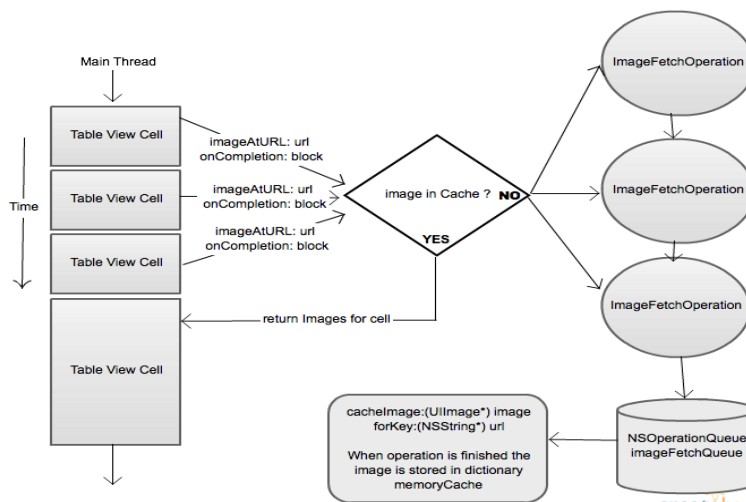 Main Thread
Table View Cell
imageAtURL: url
onCompletion: block
Table View Cell
imageAtURL: url
onCompletion: block
Time
Table View Cell
imageAtURL: url
onCompletion: block
image in Cache ?
NO
YES
return Images for cell
Table View Cell
ImageFetchOperation
ImageFetchOperation
ImageFetchOperation
NSOperationQueue
imageFetchQueue
cacheImage:(UIImage*) image
forKey:(NSString*) url
When operation is finished the
image is stored in dictionary
memoryCache